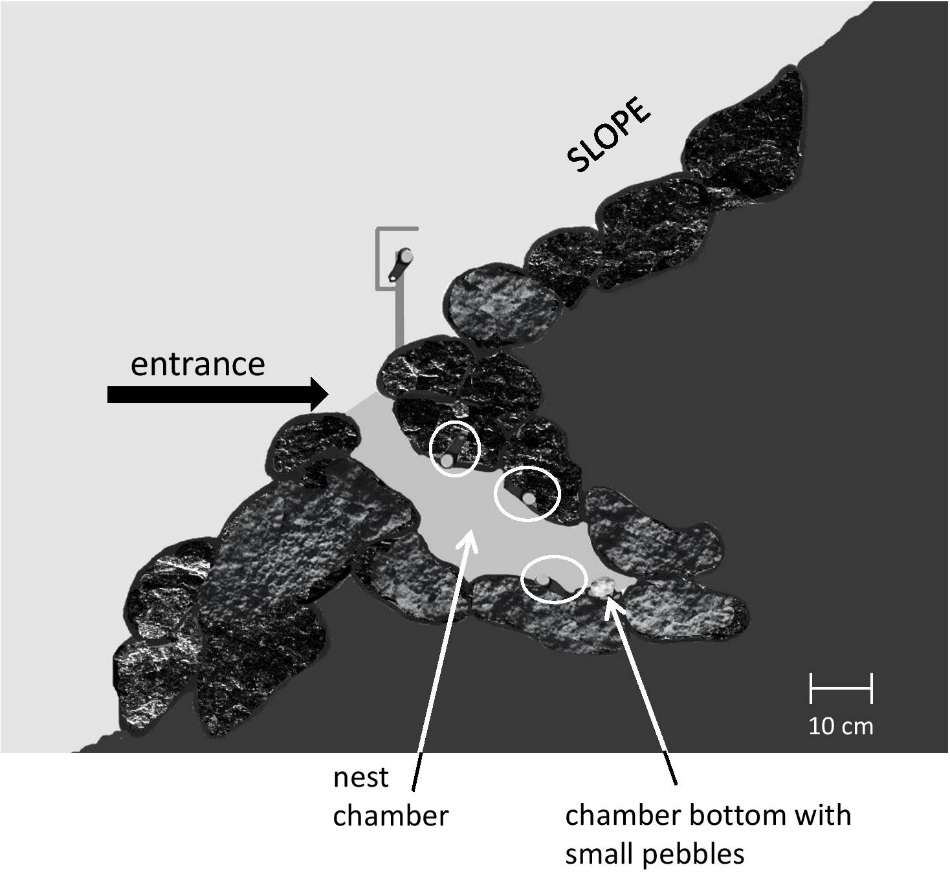 SLOPE
entrance
10 cm
nest
chamber
chamber bottom with
small pebbles